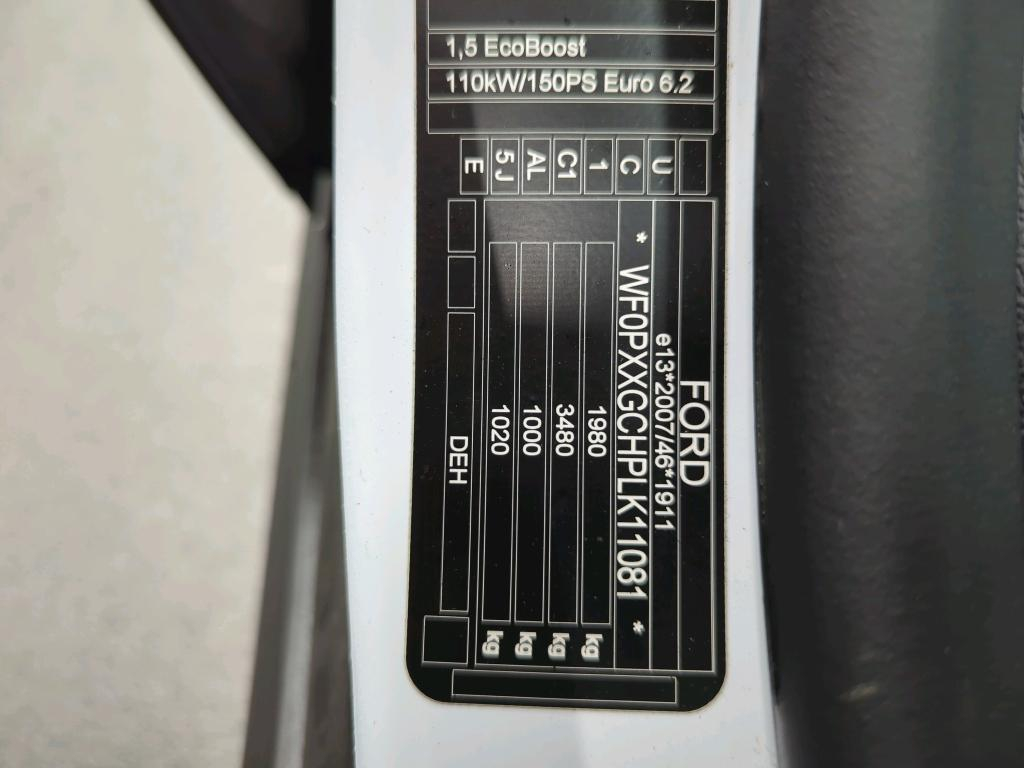 1,5 EcoBoost
110kW/150PS Euro 6.2
FORD
e13*2007/46*1911
* WF0PXXGCHPLK11081 *
1980 kg
3480 kg
1000 kg
1020 kg
DEH
U
C
1
C1
AL
5J
E